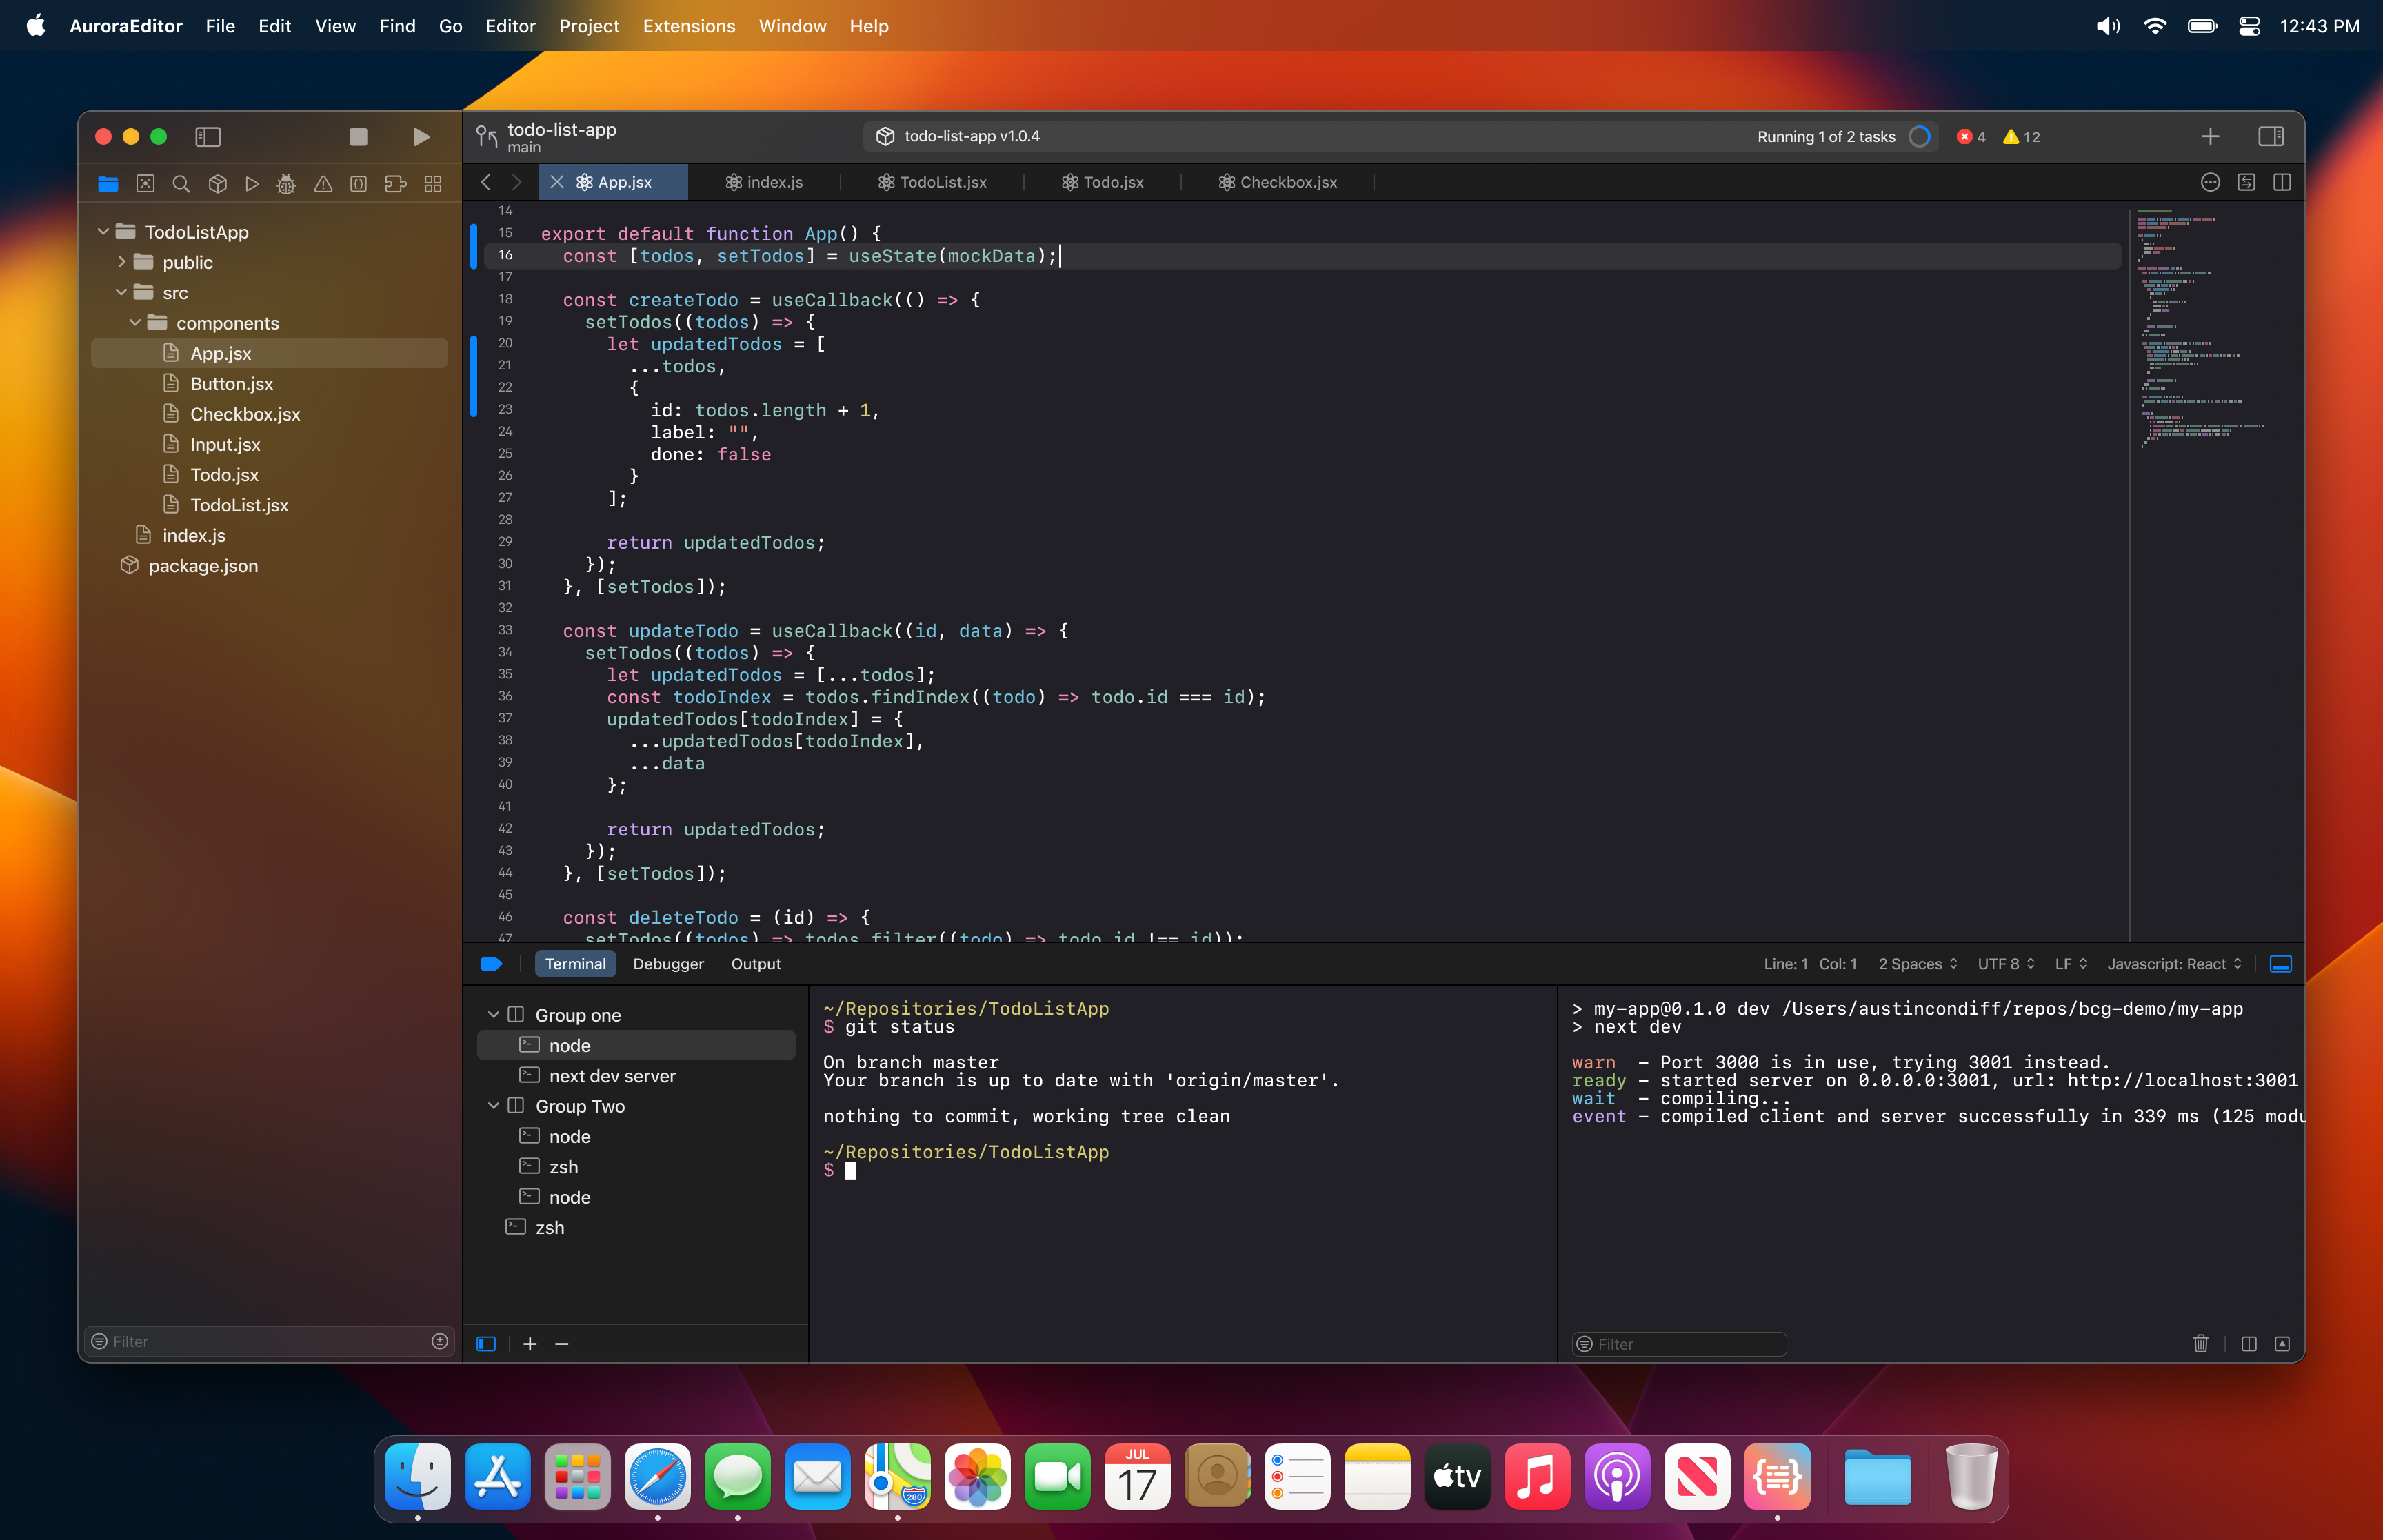 AuroraEditor File Edit View Find Go Editor Project Extensions Window Help
12:43 PM
todo-list-app
main
todo-list-app v1.0.4
Running 1 of 2 tasks
4
12
App.jsx
index.js
TodoList.jsx
Todo.jsx
Checkbox.jsx
TodoListApp
public
src
components
App.jsx
Button.jsx
Checkbox.jsx
Input.jsx
Todo.jsx
TodoList.jsx
index.js
package.json
Filter
14
15 export default function App() {
16 const [todos, setTodos] = useState(mockData);
17
18 const createTodo = useCallback(() => {
19 setTodos((todos) => {
20 let updatedTodos = [
21 ...todos,
22 {
23 id: todos.length + 1,
24 label: "",
25 done: false
26 }
27 ];
28
29 return updatedTodos;
30 });
31 }, [setTodos]);
32
33 const updateTodo = useCallback((id, data) => {
34 setTodos((todos) => {
35 let updatedTodos = [...todos];
36 const todoIndex = todos.findIndex((todo) => todo.id === id);
37 updatedTodos[todoIndex] = {
38 ...updatedTodos[todoIndex],
39 ...data
40 };
41
42 return updatedTodos;
43 });
44 }, [setTodos]);
45
46 const deleteTodo = (id) => {
47 setTodos((todos) => todos.filter((todo) => todo.id !== id));
Terminal
Debugger
Output
Line: 1 Col: 1
2 Spaces
UTF 8
LF
Javascript: React
Group one
node
next dev server
Group Two
node
zsh
node
zsh
~/Repositories/TodoListApp
$ git status
On branch master
Your branch is up to date with 'origin/master'.
nothing to commit, working tree clean
~/Repositories/TodoListApp
$
> my-app@0.1.0 dev /Users/austincondiff/repos/bcg-demo/my-app
> next dev
warn - Port 3000 is in use, trying 3001 instead.
ready - started server on 0.0.0.0:3001, url: http://localhost:3001
wait - compiling...
event - compiled client and server successfully in 339 ms (125 modu
Filter
280
JUL
17
tv